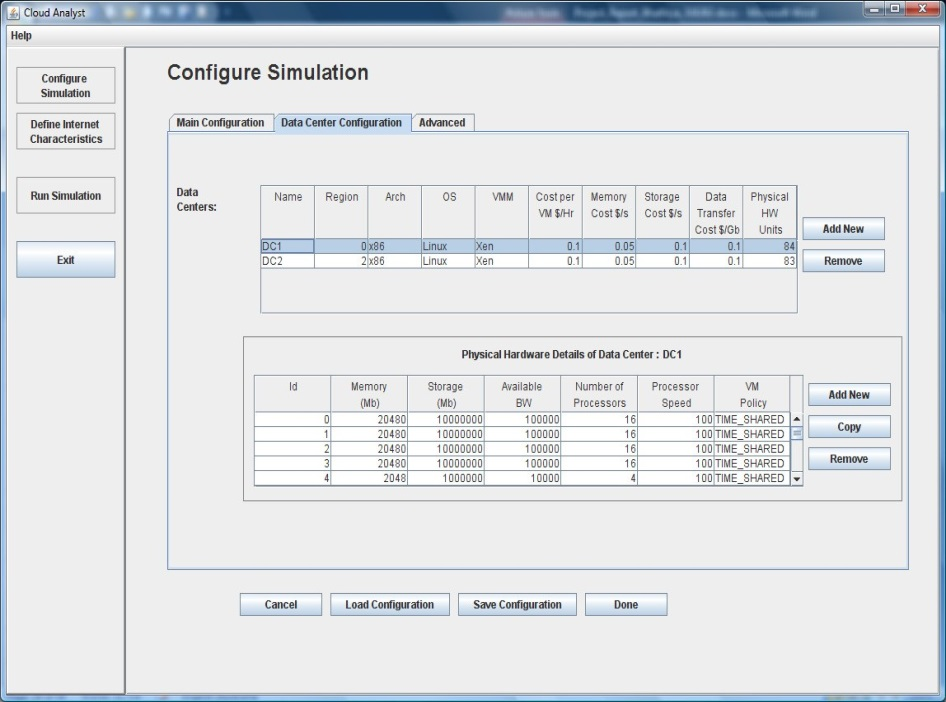 Cloud Analyst
Help
Configure
Simulation
Define Internet
Characteristics
Run Simulation
Exit
Configure Simulation
Main Configuration Data Center Configuration Advanced
Data
Centers:
Name Region Arch OS VMM Cost per Memory Storage Data Physical
VM $/Hr Cost $/s Cost $/s Transfer HW
Cost $/Gb Units
DC1 0 x86 Linux Xen 0.1 0.05 0.1 0.1 84
DC2 2 x86 Linux Xen 0.1 0.05 0.1 0.1 83
Add New
Remove
Physical Hardware Details of Data Center : DC1
Id Memory Storage Available Number of Processor VM
(Mb) (Mb) BW Processors Speed Policy
0 20480 10000000 100000 16 100 TIME_SHARED
1 20480 10000000 100000 16 100 TIME_SHARED
2 20480 10000000 100000 16 100 TIME_SHARED
3 20480 10000000 100000 16 100 TIME_SHARED
4 2048 1000000 10000 4 100 TIME_SHARED
Add New
Copy
Remove
Cancel Load Configuration Save Configuration Done